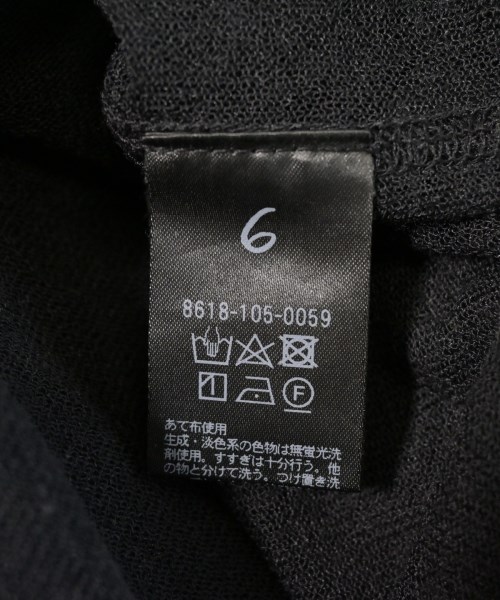 6
8618-105-0059
F
あて布使用
生成・淡色系の色物は無蛍光洗
剤使用。すすぎは十分行う。他
の物と分けて洗う。つけ置き洗